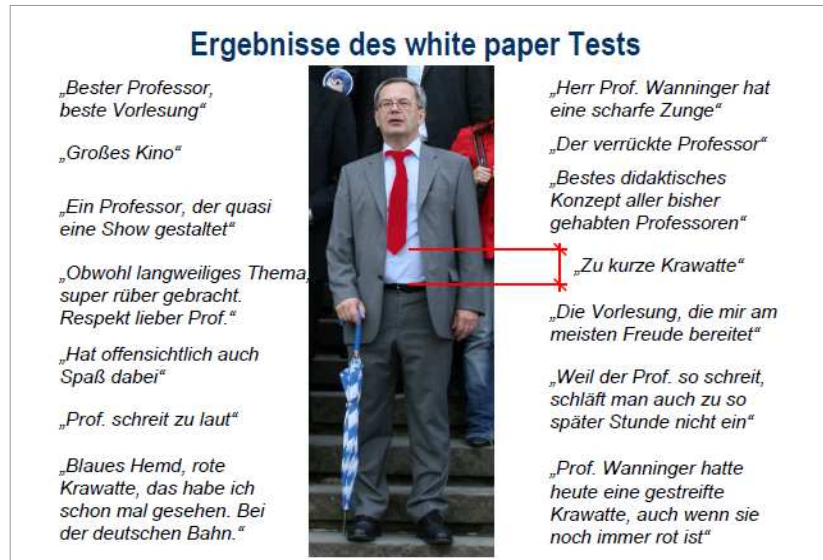 Ergebnisse des white paper Tests
„Bester Professor,
beste Vorlesung“
„Großes Kino“
„Ein Professor, der quasi
eine Show gestaltet“
„Obwohl langweiliges Thema,
super rüber gebracht.
Respekt lieber Prof.“
„Hat offensichtlich auch
Spaß dabei“
„Prof. schreit zu laut“
„Blaues Hemd, rote
Krawatte, das habe ich
schon mal gesehen. Bei
der deutschen Bahn.“
„Herr Prof. Wanninger hat
eine scharfe Zunge“
„Der verrückte Professor“
„Bestes didaktisches
Konzept aller bisher
gehabten Professoren“
„Zu kurze Krawatte“
„Die Vorlesung, die mir am
meisten Freude bereitet“
„Weil der Prof. so schreit,
schläft man auch zu so
später Stunde nicht ein“
„Prof. Wanninger hatte
heute eine gestreifte
Krawatte, auch wenn sie
noch immer rot ist“